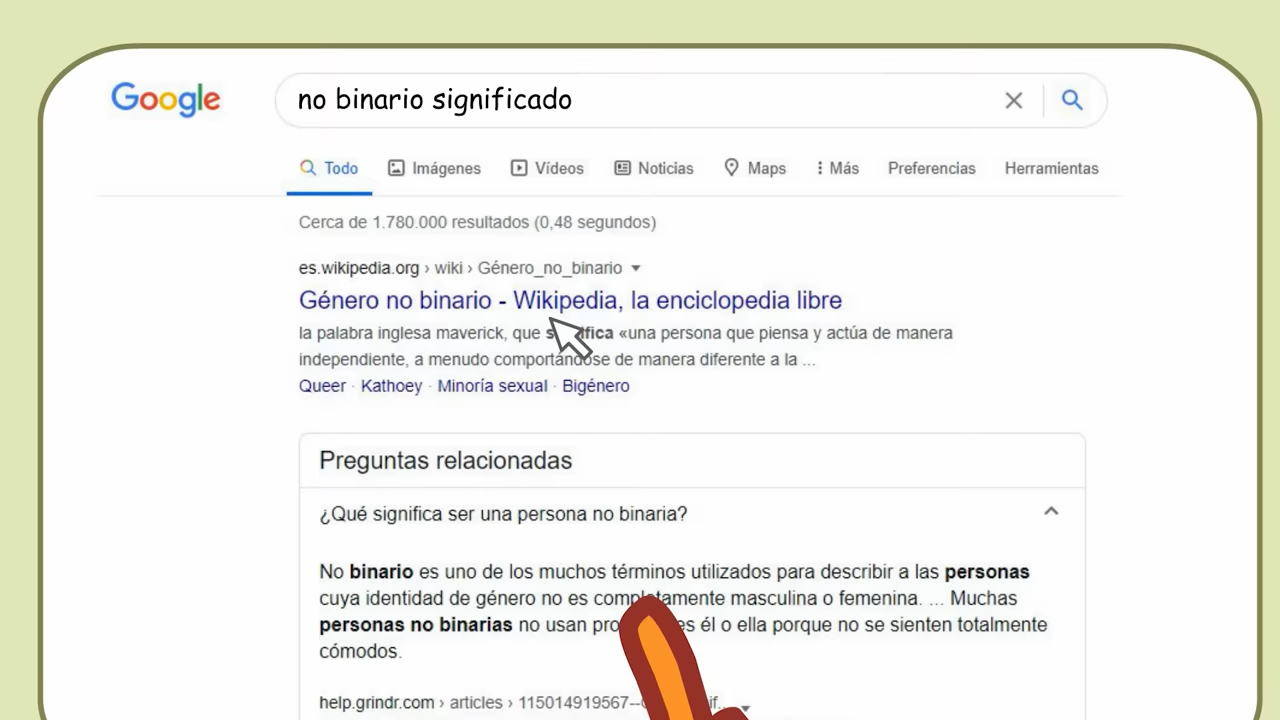 Google
no binario significado
Todo Imágenes Vídeos Noticias Maps Más Preferencias Herramientas
Cerca de 1.780.000 resultados (0,48 segundos)
es.wikipedia.org › wiki › Género_no_binario
Género no binario - Wikipedia, la enciclopedia libre
la palabra inglesa maverick, que «una persona que piensa y actúa de manera
independiente, a menudo comportándose de manera diferente a la ...
Queer · Kathoey · Minoría sexual · Bigénero
Preguntas relacionadas
¿Qué significa ser una persona no binaria?
No binario es uno de los muchos términos utilizados para describir a las personas
cuya identidad de género no es completamente masculina o femenina. ... Muchas
personas no binarias no usan él o ella porque no se sienten totalmente
cómodos.
help.grindr.com › articles